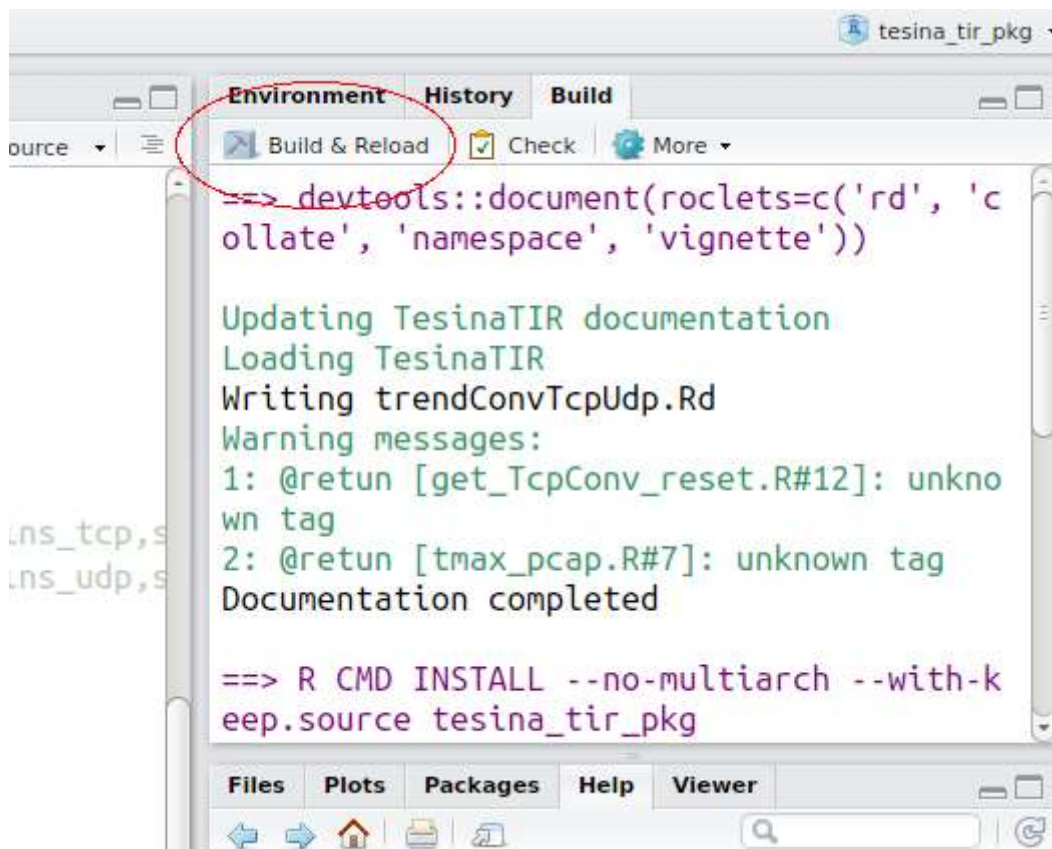 tesina_tir_pkg
Environment History Build
ource
Build & Reload Check More
==> devtools::document(roclets=c('rd', 'c
ollate', 'namespace', 'vignette'))
Updating TesinaTIR documentation
Loading TesinaTIR
Writing trendConvTcpUdp.Rd
Warning messages:
1: @retun [get_TcpConv_reset.R#12]: unkno
wn tag
ins_tcp,s
2: @retun [tmax_pcap.R#7]: unknown tag
ins_udp,s
Documentation completed
==> R CMD INSTALL --no-multiarch --with-k
eep.source tesina_tir_pkg
Files Plots Packages Help Viewer